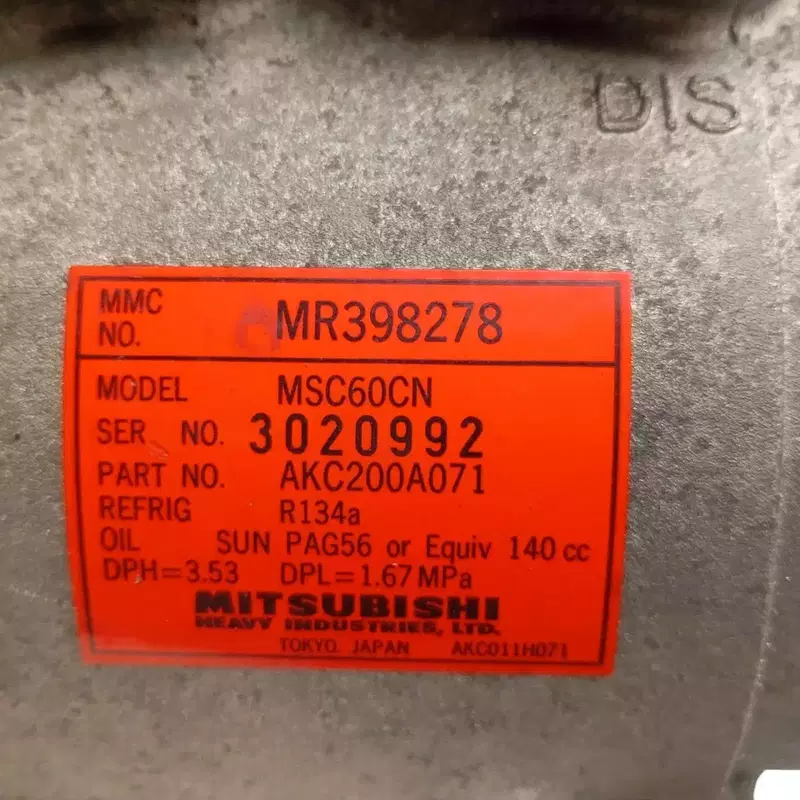 DIS
MMC
NO. MR398278
MODEL MSC60CN
SER NO. 3020992
PART NO. AKC200A071
REFRIG R134a
OIL SUN PAG56 or Equiv 140 cc
DPH=3.53 DPL=1.67 MPa
MITSUBISHI
HEAVY INDUSTRIES, LTD.
TOKYO JAPAN AKC011H071